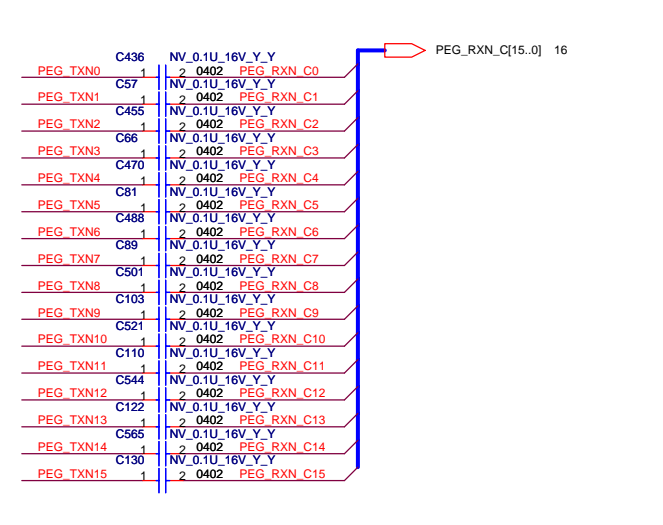 PEG_RXN_C[15..0] 16
C436 NV_0.1U_16V_Y_Y
PEG_TXN0 1 2 0402 PEG_RXN_C0
C57 NV_0.1U_16V_Y_Y
PEG_TXN1 1 2 0402 PEG_RXN_C1
C455 NV_0.1U_16V_Y_Y
PEG_TXN2 1 2 0402 PEG_RXN_C2
C66 NV_0.1U_16V_Y_Y
PEG_TXN3 1 2 0402 PEG_RXN_C3
C470 NV_0.1U_16V_Y_Y
PEG_TXN4 1 2 0402 PEG_RXN_C4
C81 NV_0.1U_16V_Y_Y
PEG_TXN5 1 2 0402 PEG_RXN_C5
C488 NV_0.1U_16V_Y_Y
PEG_TXN6 1 2 0402 PEG_RXN_C6
C89 NV_0.1U_16V_Y_Y
PEG_TXN7 1 2 0402 PEG_RXN_C7
C501 NV_0.1U_16V_Y_Y
PEG_TXN8 1 2 0402 PEG_RXN_C8
C103 NV_0.1U_16V_Y_Y
PEG_TXN9 1 2 0402 PEG_RXN_C9
C521 NV_0.1U_16V_Y_Y
PEG_TXN10 1 2 0402 PEG_RXN_C10
C110 NV_0.1U_16V_Y_Y
PEG_TXN11 1 2 0402 PEG_RXN_C11
C544 NV_0.1U_16V_Y_Y
PEG_TXN12 1 2 0402 PEG_RXN_C12
C122 NV_0.1U_16V_Y_Y
PEG_TXN13 1 2 0402 PEG_RXN_C13
C565 NV_0.1U_16V_Y_Y
PEG_TXN14 1 2 0402 PEG_RXN_C14
C130 NV_0.1U_16V_Y_Y
PEG_TXN15 1 2 0402 PEG_RXN_C15